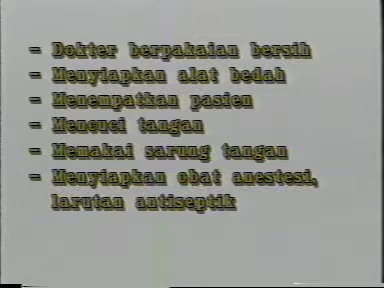 - Dokter berpakaian bersih
- Menyiapkan alat bedah
- Menempatkan pasien
- Mencuci tangan
- Memakai sarung tangan
- Menyiapkan obat anestesi,
larutan antiseptik